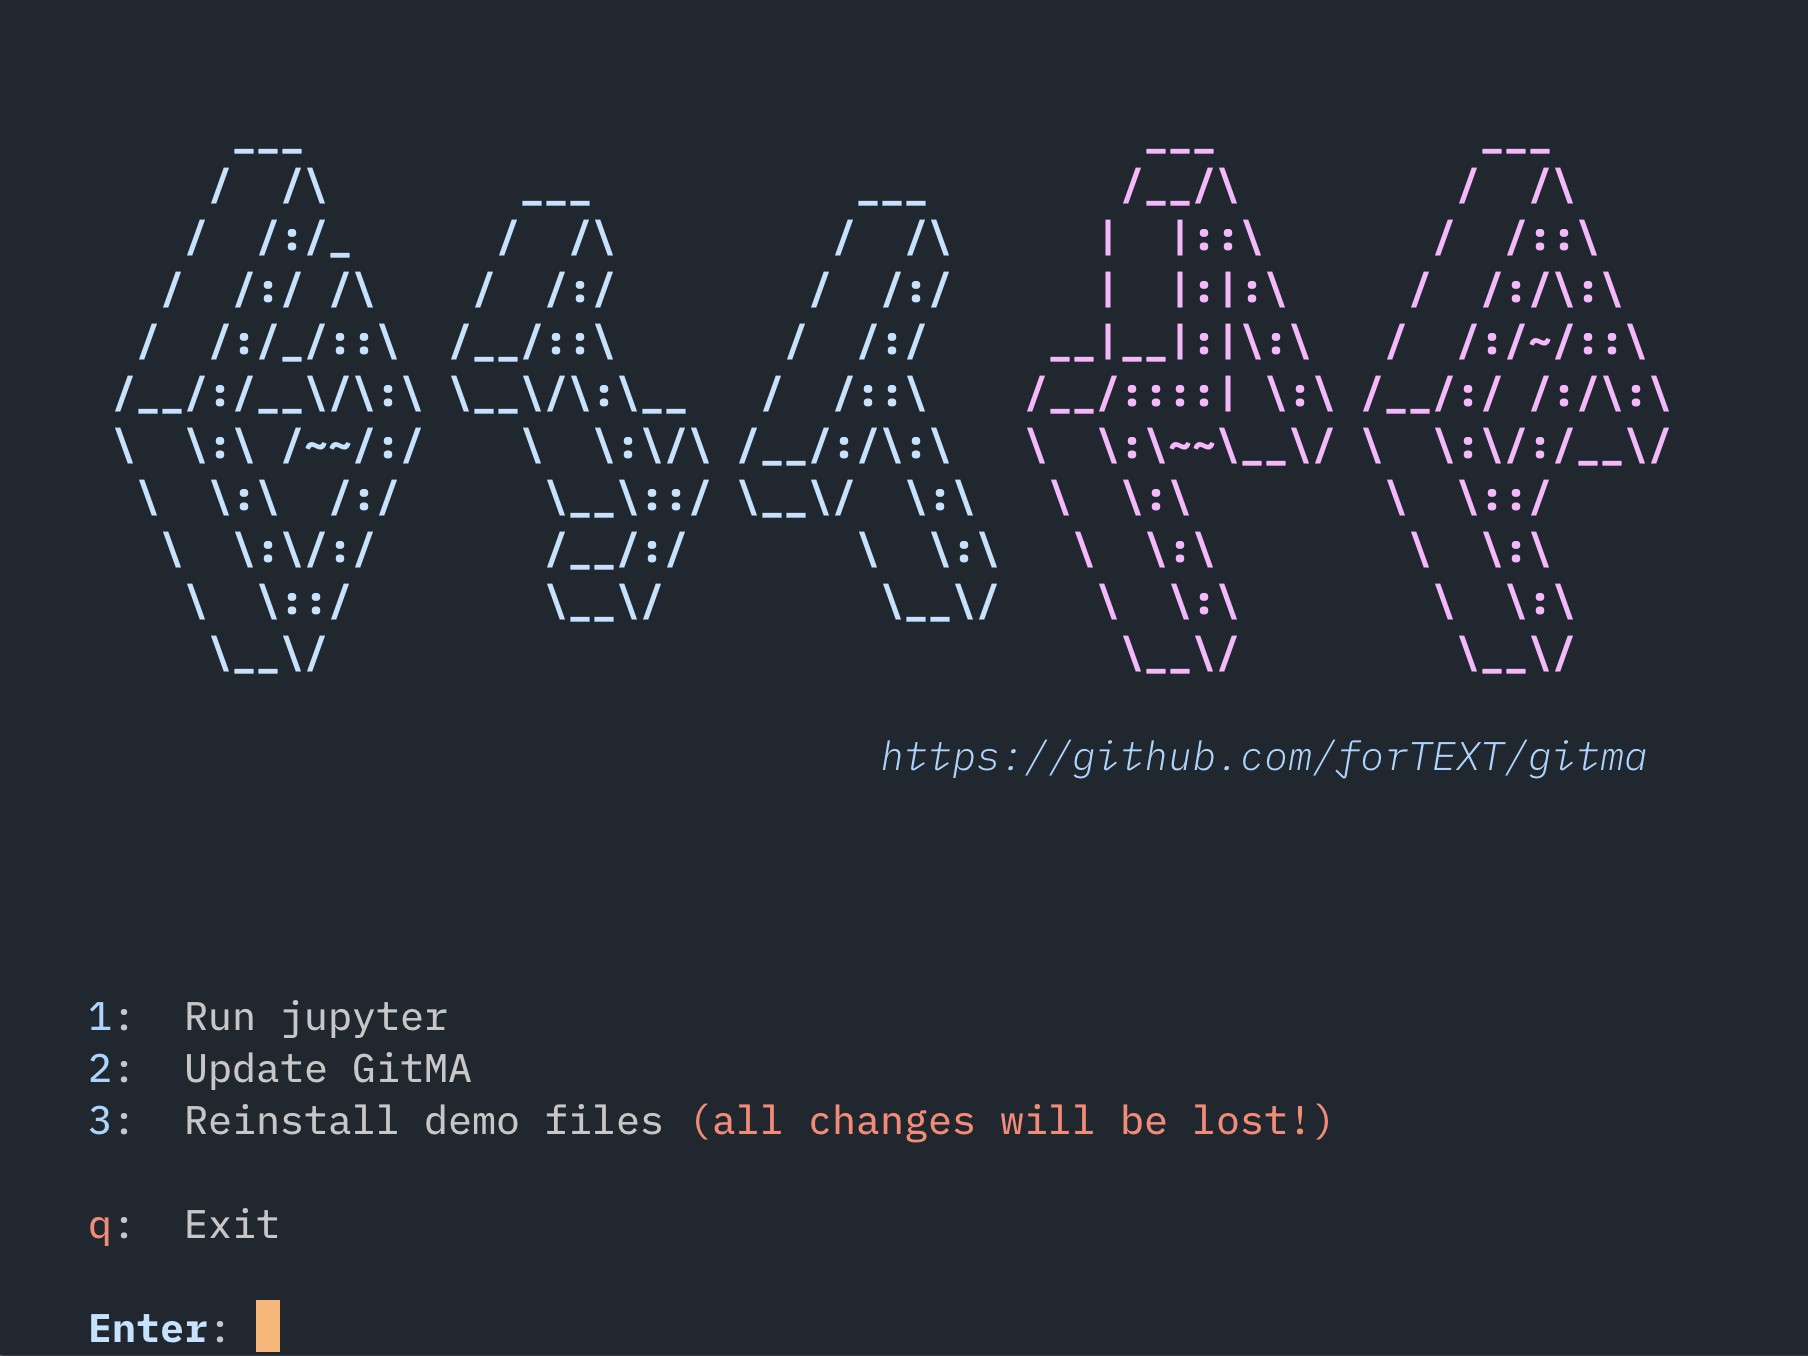 GitMA
https://github.com/forTEXT/gitma
1: Run jupyter
2: Update GitMA
3: Reinstall demo files (all changes will be lost!)
q: Exit
Enter: